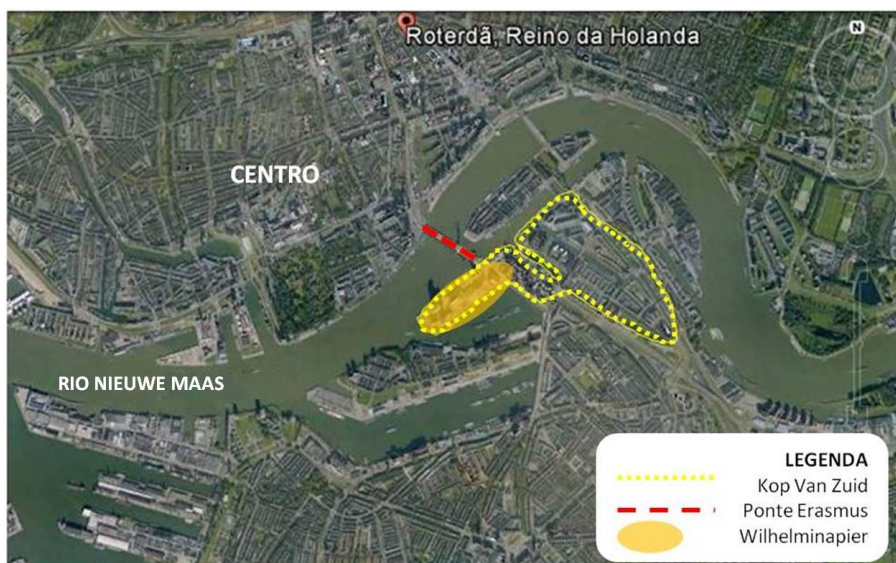 N
Roterdã, Reino da Holanda
CENTRO
RIO NIEUWE MAAS
LEGENDA
Kop Van Zuid
Ponte Erasmus
Wilhelminapier